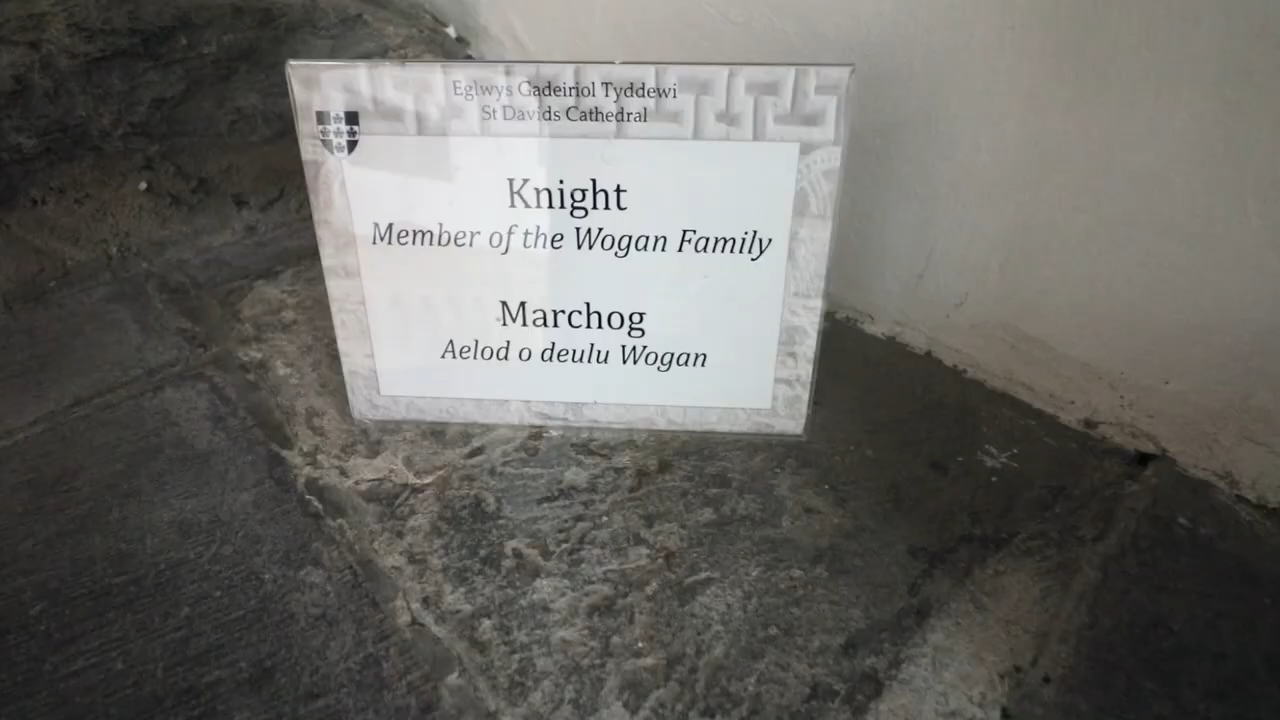 Eglwys Gadeiriol Tyddewi
St Davids Cathedral
Knight
Member of the Wogan Family
Marchog
Aelod o deulu Wogan